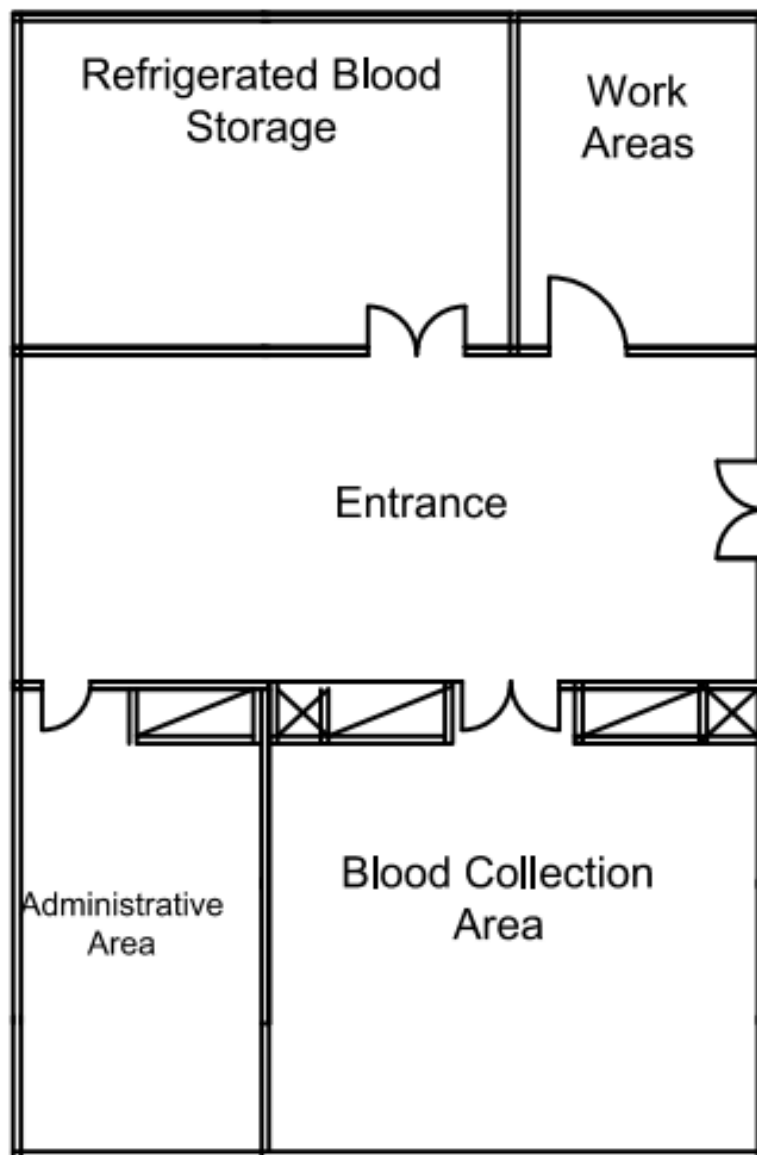 Refrigerated Blood
Storage
Work
Areas
Entrance
Administrative
Area
Blood Collection
Area